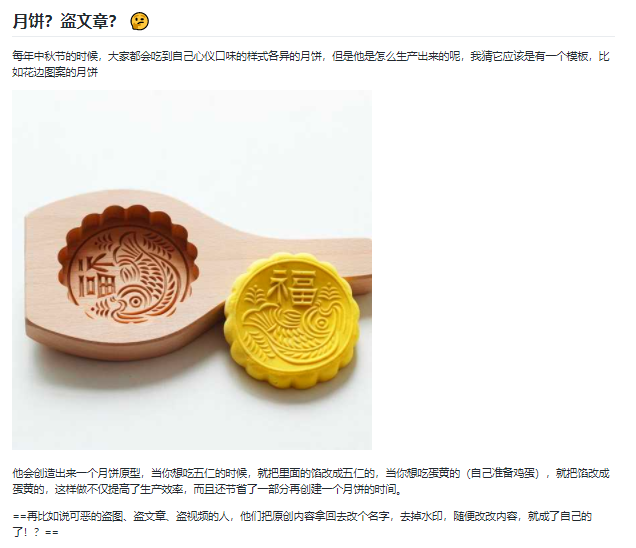 月饼？盗文章？ 🤔
每年中秋节的时候，大家都会吃到自己心仪口味的样式各异的月饼，但是他是怎么生产出来的呢，我猜它应该是有一个模板，比
如花边图案的月饼
福
福
他会创造出来一个月饼原型，当你想吃五仁的时候，就把里面的馅改成五仁的，当你想吃蛋黄的（自己准备鸡蛋），就把馅改成
蛋黄的，这样做不仅提高了生产效率，而且还节首了一部分再创建一个月饼的时间。
==再比如说可恶的盗图、盗文章、盗视频的人，他们把原创内容拿回去改个名字，去掉水印，随便改改内容，就成了自己的
了！？==